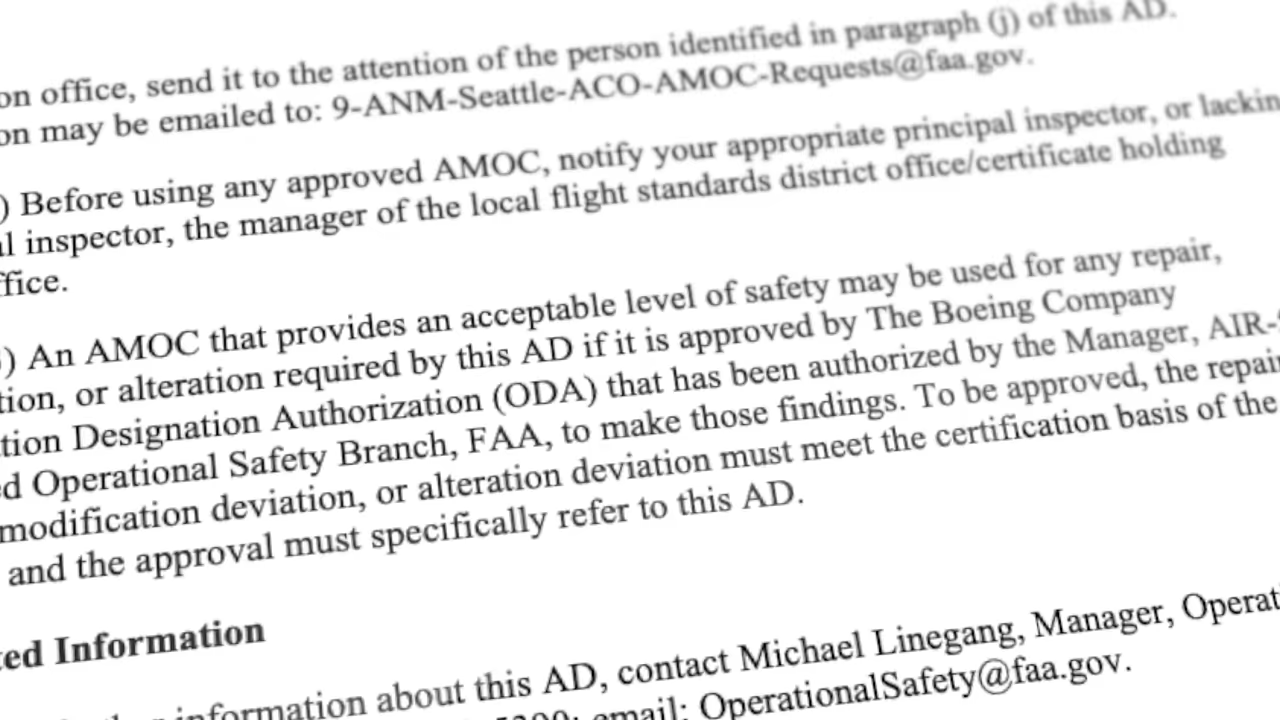 on office, send it to the attention of the person identified in paragraph (j) of this AD.
on may be emailed to: 9-ANM-Seattle-ACO-AMOC-Requests@faa.gov.
) Before using any approved AMOC, notify your appropriate principal inspector, or lackin
al inspector, the manager of the local flight standards district office/certificate holding
ffice.
) An AMOC that provides an acceptable level of safety may be used for any repair,
tion, or alteration required by this AD if it is approved by The Boeing Company
tion Designation Authorization (ODA) that has been authorized by the Manager, AIR-
ed Operational Safety Branch, FAA, to make those findings. To be approved, the repair
modification deviation, or alteration deviation must meet the certification basis of the
and the approval must specifically refer to this AD.
ted Information
information about this AD, contact Michael Linegang, Manager, Operati
email: OperationalSafety@faa.gov.